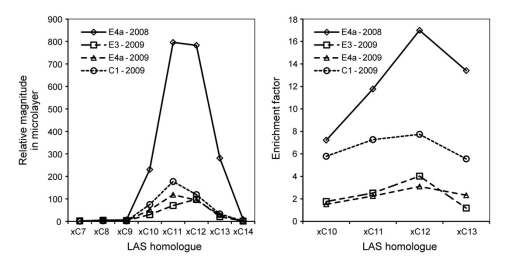 Relative magnitude
in microlayer
900
800
700
600
500
400
300
200
100
0
E4a - 2008
E3 - 2009
E4a - 2009
C1 - 2009
xC7 xC8 xC9 xC10 xC11 xC12 xC13 xC14
LAS homologue
Enrichment factor
18
16
14
12
10
8
6
4
2
0
E4a - 2008
E3 - 2009
E4a - 2009
C1 - 2009
xC10 xC11 xC12 xC13
LAS homologue